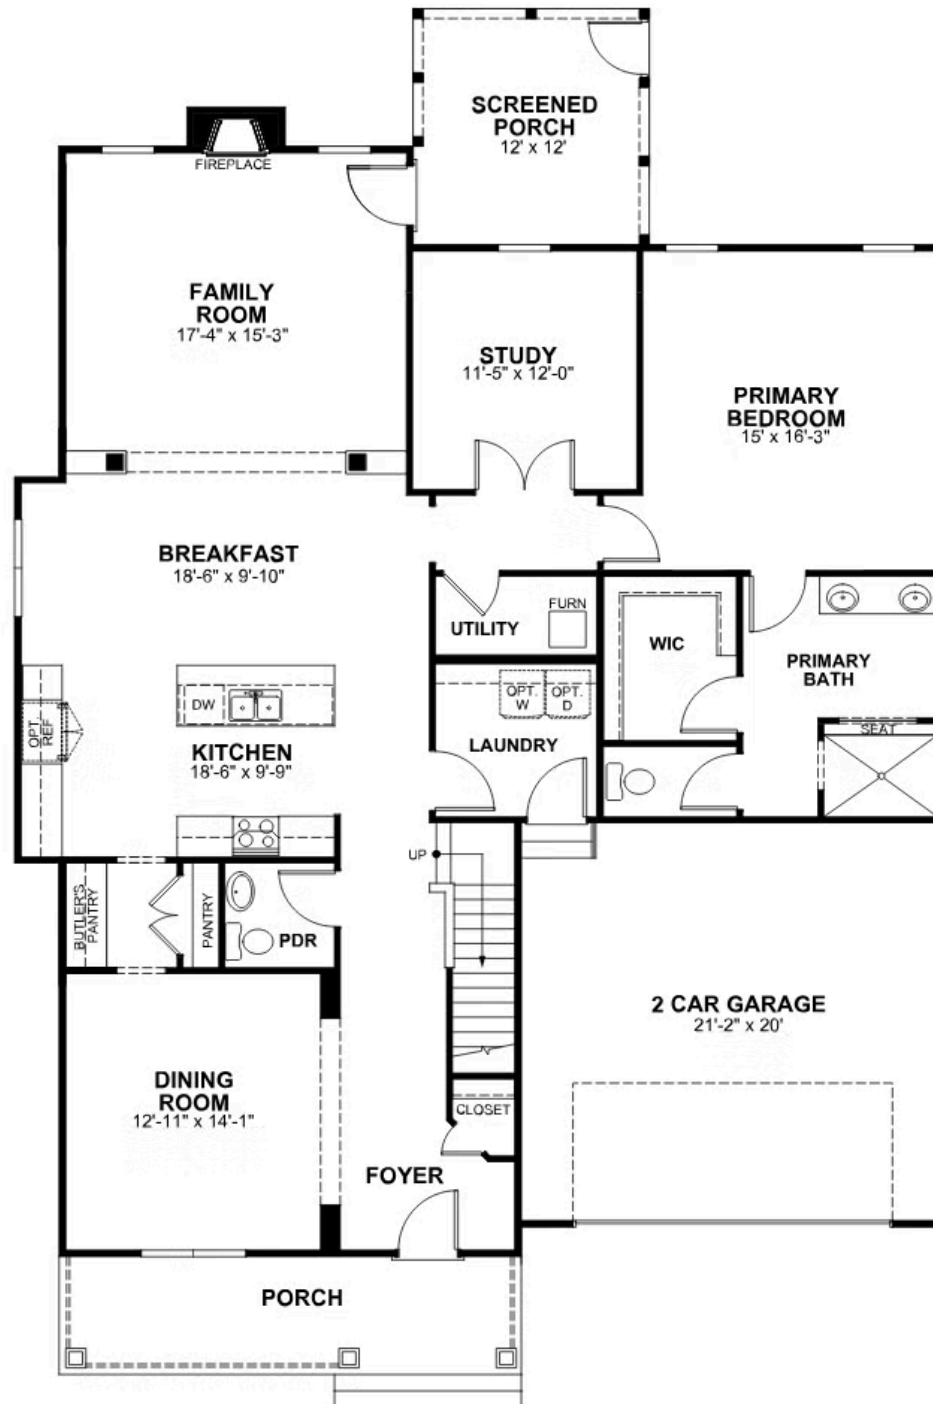 SCREENED
PORCH
12' x 12'
FIREPLACE
FAMILY
ROOM
17'-4" x 15'-3"
STUDY
11'-5" x 12'-0"
PRIMARY
BEDROOM
15' x 16'-3"
BREAKFAST
18'-6" x 9'-10"
UTILITY
FURN
WIC
PRIMARY
BATH
OPT.
REF
DW
OPT.
W
OPT.
D
LAUNDRY
SEAT
KITCHEN
18'-6" x 9'-9"
UP
BUTLER'S
PANTRY
PANTRY
PDR
2 CAR GARAGE
21'-2" x 20'
DINING
ROOM
12'-11" x 14'-1"
CLOSET
FOYER
PORCH